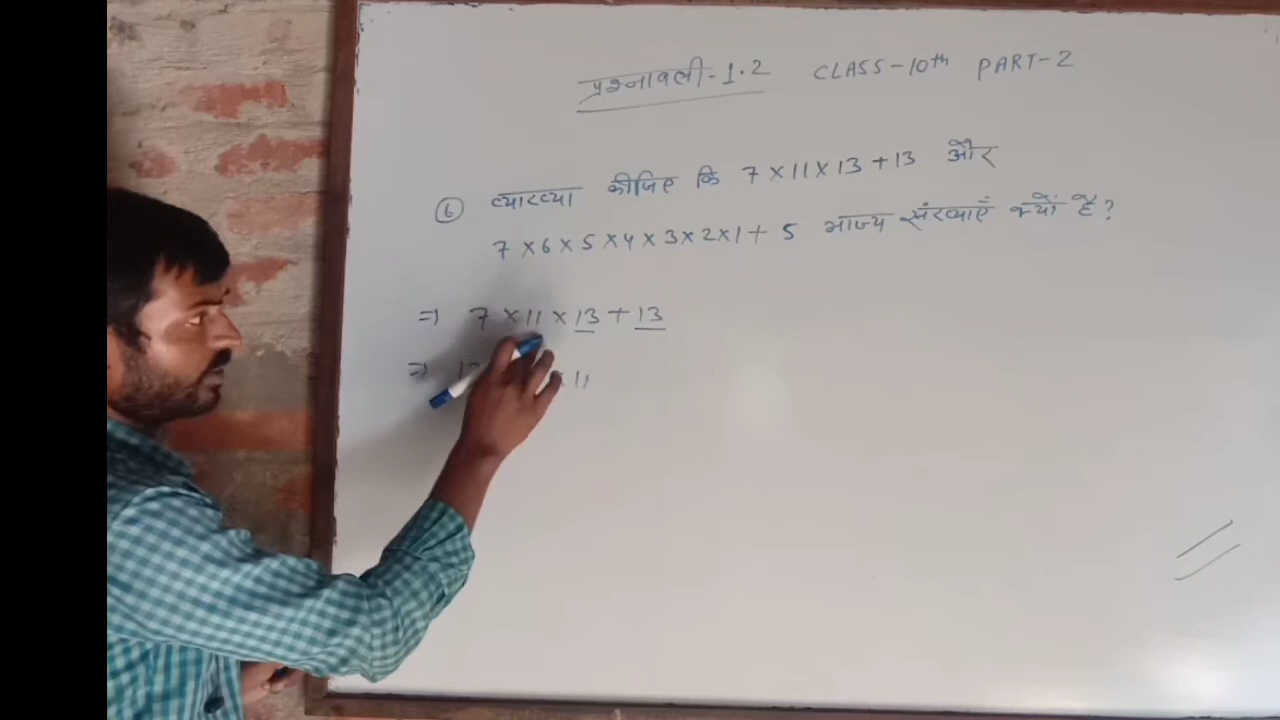 प्रश्नावली-1.2 CLASS-10th PART-2
⑥ व्याख्या कीजिए कि 7×11×13+13 और
7×6×5×4×3×2×1+5 भाज्य संख्याएँ क्यों हैं?
⇒ 7×11×13+13
⇒ ×11